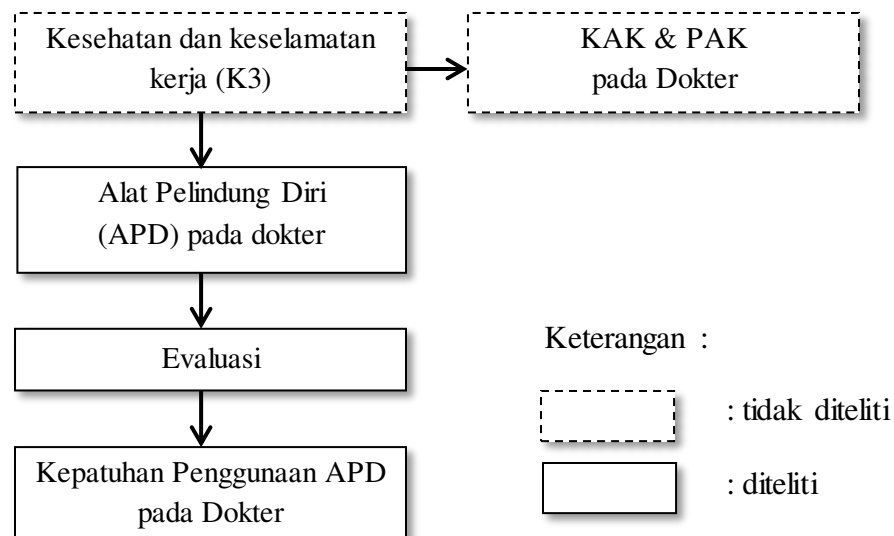 Kesehatan dan keselamatan
kerja (K3)
KAK & PAK
pada Dokter
Alat Pelindung Diri
(APD) pada dokter
Evaluasi
Kepatuhan Penggunaan APD
pada Dokter
Keterangan :
: tidak diteliti
: diteliti